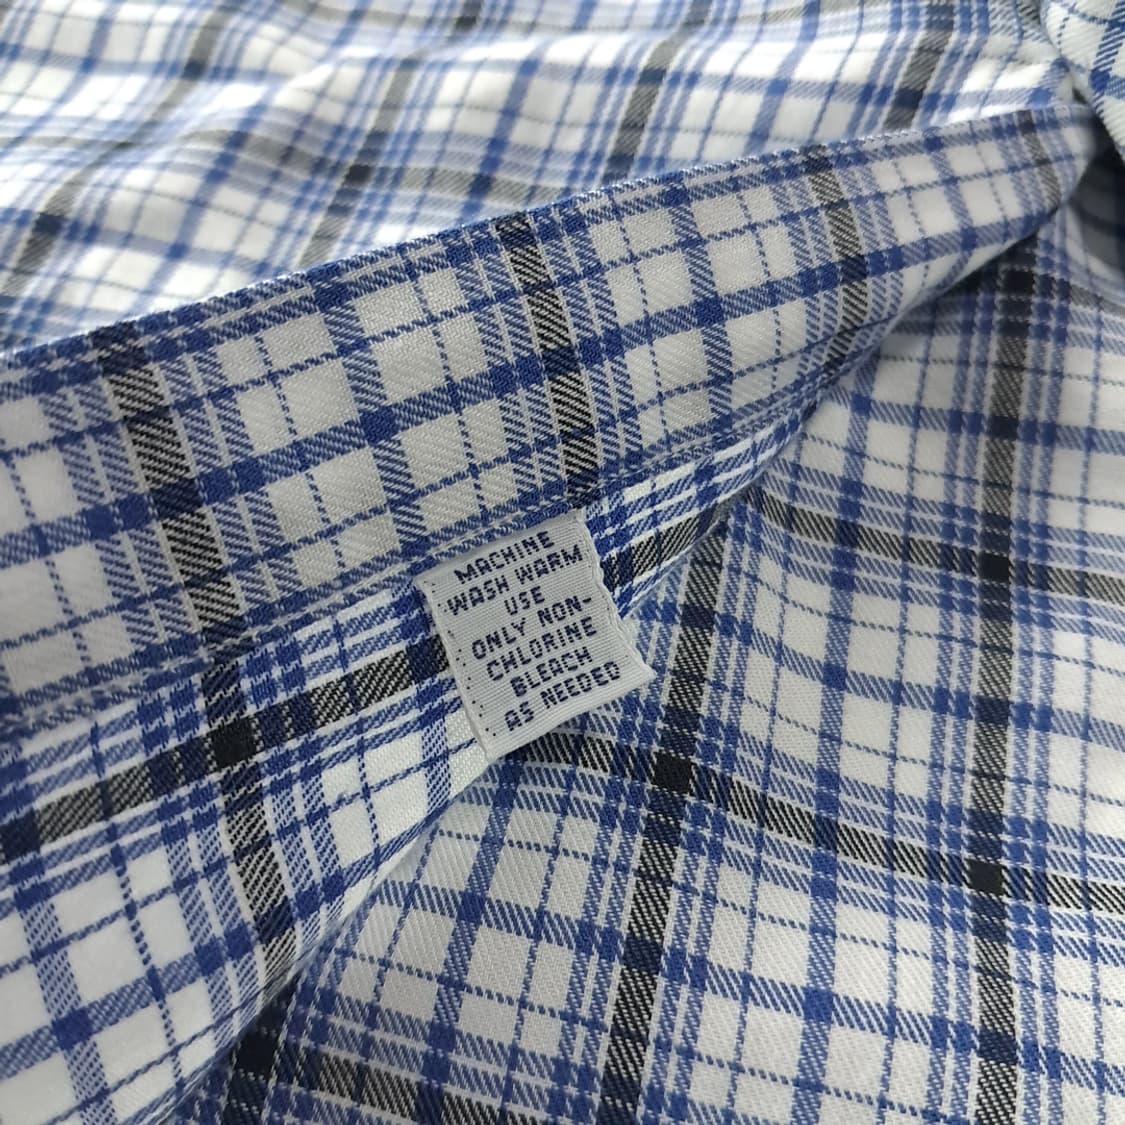 MACHINE
WASH WARM
USE
ONLY NON-
CHLORINE
BLEACH
AS NEEDED